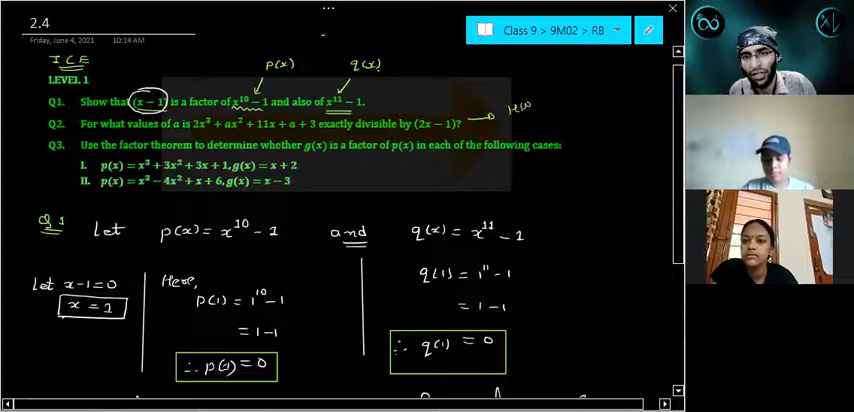 2.4
Friday, June 4, 2021 10:14 AM
Class 9 > 9M02 > RB
ICE
p(x) q(x)
LEVEL 1
Q1. Show that (x − 1) is a factor of x¹⁰ − 1 and also of x¹¹ − 1.
Q2. For what values of a is 2x³ + ax² + 11x + a + 3 exactly divisible by (2x − 1)? → HW
Q3. Use the factor theorem to determine whether g(x) is a factor of p(x) in each of the following cases:
I. p(x) = x³ + 3x² + 3x + 1, g(x) = x + 2
II. p(x) = x³ − 4x² + x + 6, g(x) = x − 3
Q1 Let p(x) = x¹⁰ − 1 and q(x) = x¹¹ − 1
let x−1=0
x = 1
Here,
p(1) = 1¹⁰ − 1
= 1−1
∴ p(1) = 0
q(1) = 1¹¹ − 1
= 1−1
∴ q(1) = 0